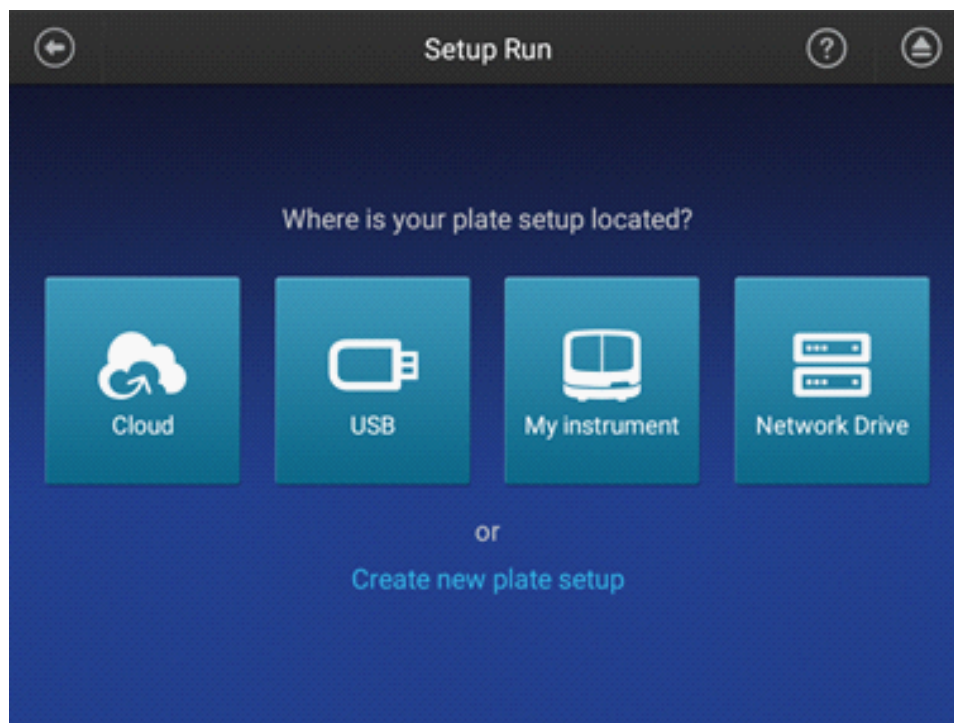 Setup Run
Where is your plate setup located?
Cloud
USB
My instrument
Network Drive
or
Create new plate setup